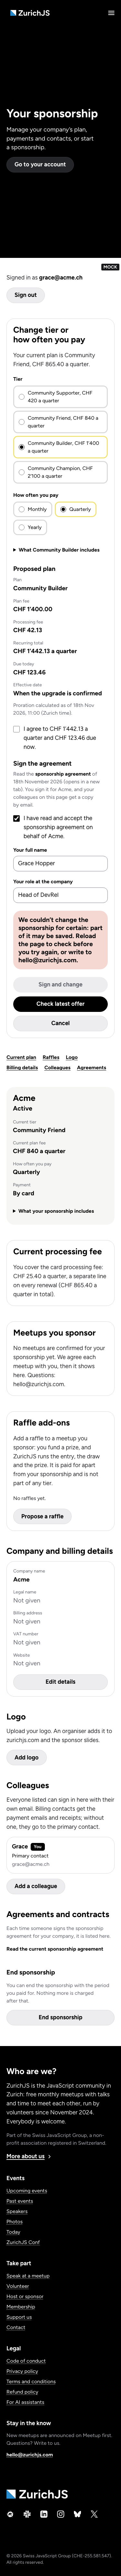 ZurichJS
Your sponsorship
Manage your company's plan,
payments and contacts, or start
a sponsorship.
Go to your account
MOCK
Signed in as grace@acme.ch
Sign out
Change tier or
how often you pay
Your current plan is Community
Friend, CHF 865.40 a quarter.
Tier
Community Supporter, CHF
420 a quarter
Community Friend, CHF 840 a
quarter
Community Builder, CHF 1'400
a quarter
Community Champion, CHF
2'100 a quarter
How often you pay
Monthly
Quarterly
Yearly
What Community Builder includes
Proposed plan
Plan
Community Builder
Plan fee
CHF 1'400.00
Processing fee
CHF 42.13
Recurring total
CHF 1'442.13 a quarter
Due today
CHF 123.46
Effective date
When the upgrade is confirmed
Proration calculated as of 18th Nov
2026, 11:00 (Zurich time).
I agree to CHF 1'442.13 a
quarter and CHF 123.46 due
now.
Sign the agreement
Read the sponsorship agreement of
18th November 2026 (opens in a new
tab). You sign it for Acme, and your
colleagues on this page get a copy
by email.
I have read and accept the
sponsorship agreement on
behalf of Acme.
Your full name
Grace Hopper
Your role at the company
Head of DevRel
We couldn't change the
sponsorship for certain: part
of it may be saved. Reload
the page to check before
you try again, or write to
hello@zurichjs.com.
Sign and change
Check latest offer
Cancel
Current plan Raffles Logo
Billing details Colleagues Agreements
Acme
Active
Current tier
Community Friend
Current plan fee
CHF 840 a quarter
How often you pay
Quarterly
Payment
By card
What your sponsorship includes
Current processing fee
You cover the card processing fee:
CHF 25.40 a quarter, a separate line
on every renewal (CHF 865.40 a
quarter in total).
Meetups you sponsor
No meetups are confirmed for your
sponsorship yet. We agree each
meetup with you, then it shows
here. Questions:
hello@zurichjs.com.
Raffle add-ons
Add a raffle to a meetup you
sponsor: you fund a prize, and
ZurichJS runs the entry, the draw
and the prize. It is paid for apart
from your sponsorship and is not
part of any tier.
No raffles yet.
Propose a raffle
Company and billing details
Company name
Acme
Legal name
Not given
Billing address
Not given
VAT number
Not given
Website
Not given
Edit details
Logo
Upload your logo. An organiser adds it to
zurichjs.com and the sponsor slides.
Add logo
Colleagues
Everyone listed can sign in here with their
own email. Billing contacts get the
payment emails and at least one must
remain. To add someone else without
access, they go to the primary contact.
Grace You
Primary contact
grace@acme.ch
Add a colleague
Agreements and contracts
Each time someone signs the sponsorship
agreement for your company, it is listed here.
Read the current sponsorship agreement
End sponsorship
You can end the sponsorship with the period
you paid for. Nothing more is charged
after that.
End sponsorship
Who are we?
ZurichJS is the JavaScript community in
Zurich: free monthly meetups with talks
and time to meet each other, run by
volunteers since November 2024.
Everybody is welcome.
Part of the Swiss JavaScript Group, a non-
profit association registered in Switzerland.
More about us
Events
Upcoming events
Past events
Speakers
Photos
Today
ZurichJS Conf
Take part
Speak at a meetup
Volunteer
Host or sponsor
Membership
Support us
Contact
Legal
Code of conduct
Privacy policy
Terms and conditions
Refund policy
For AI assistants
Stay in the know
New meetups are announced on Meetup first.
Questions? Write to us
hello@zurichjs.com
ZurichJS
© 2026 Swiss JavaScript Group (CHE-255.581.547)
All rights reserved.